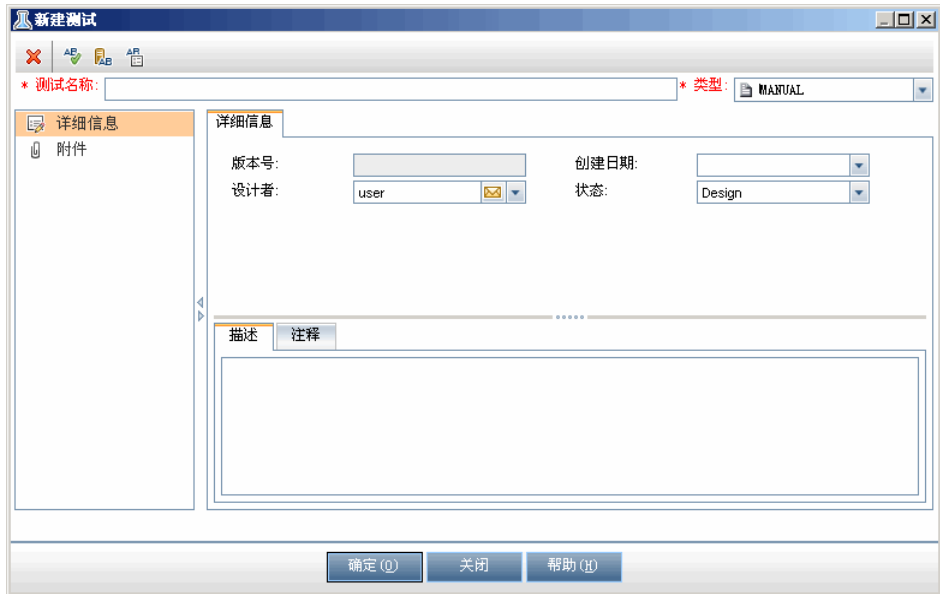 新建测试
* 测试名称:
* 类型: MANUAL
详细信息
附件
详细信息
版本号:
创建日期:
设计者: user
状态: Design
描述 注释
确定(O) 关闭 帮助(H)